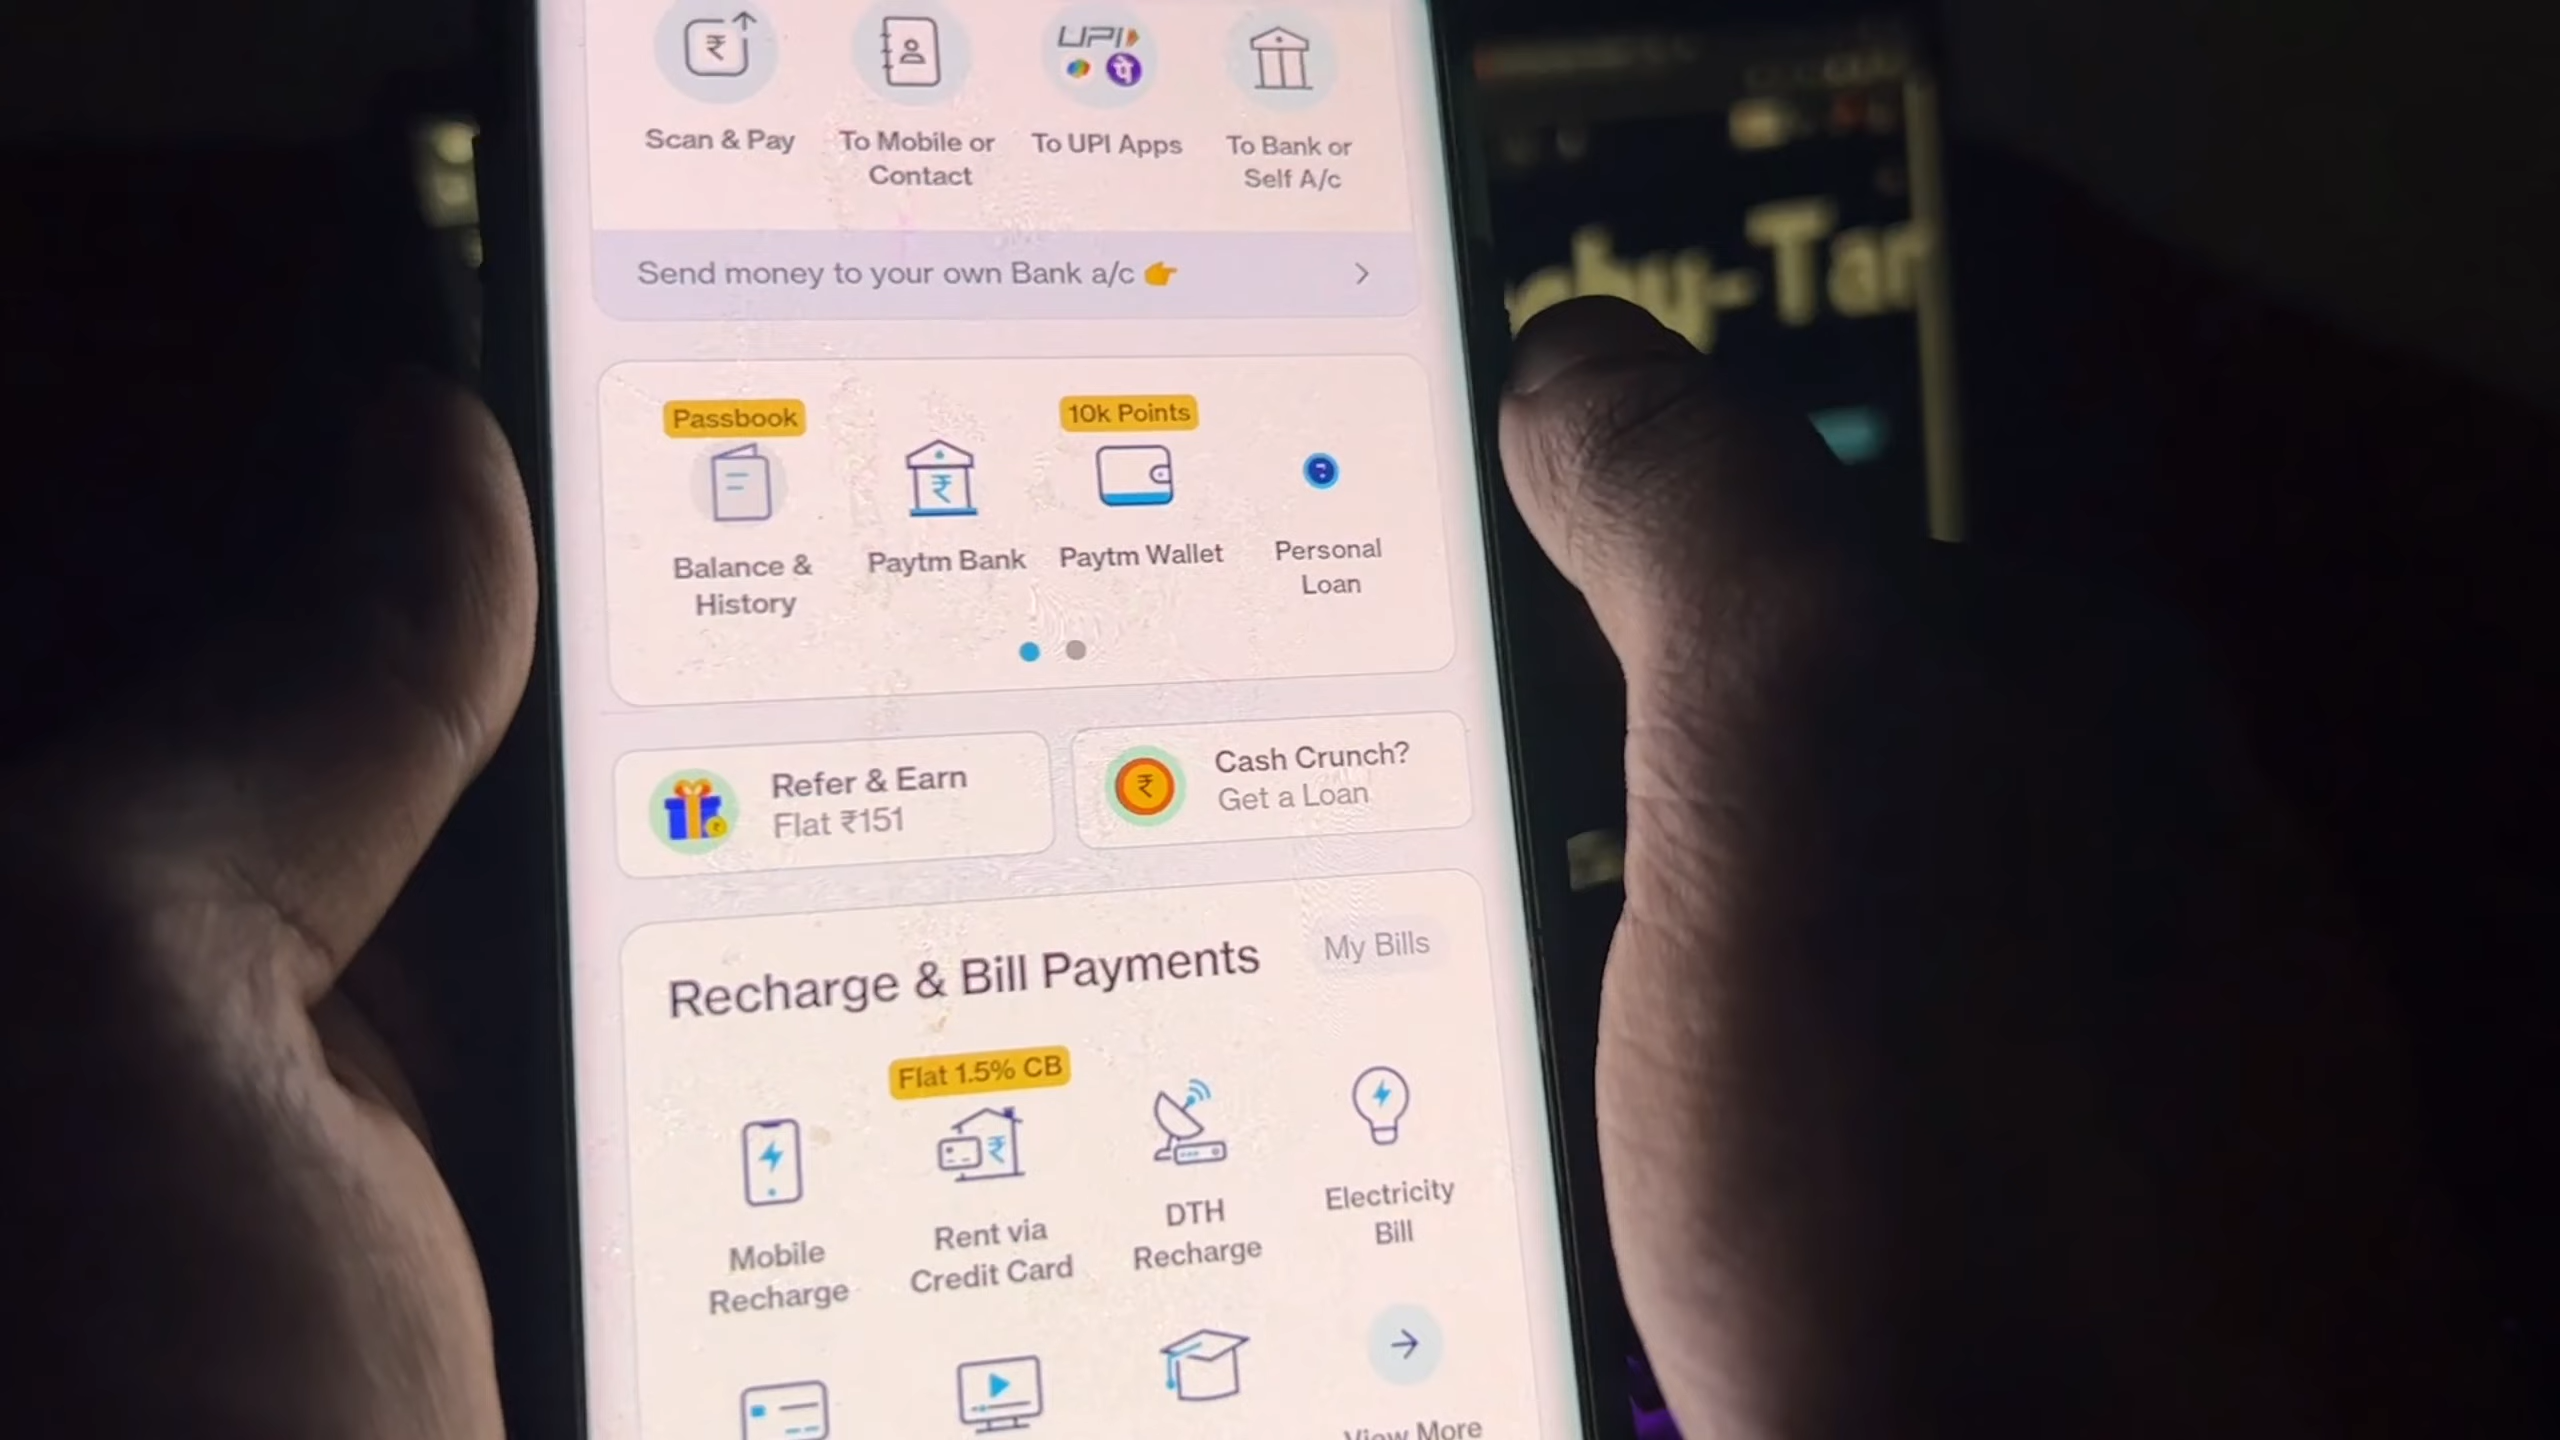 UPI
पे
Scan & Pay
To Mobile or
Contact
To UPI Apps
To Bank or
Self A/c
Send money to your own Bank a/c
Passbook
10k Points
Balance &
History
Paytm Bank
Paytm Wallet
Personal
Loan
Refer & Earn
Flat ₹151
Cash Crunch?
Get a Loan
Recharge & Bill Payments
My Bills
Flat 1.5% CB
Mobile
Recharge
Rent via
Credit Card
DTH
Recharge
Electricity
Bill
View More